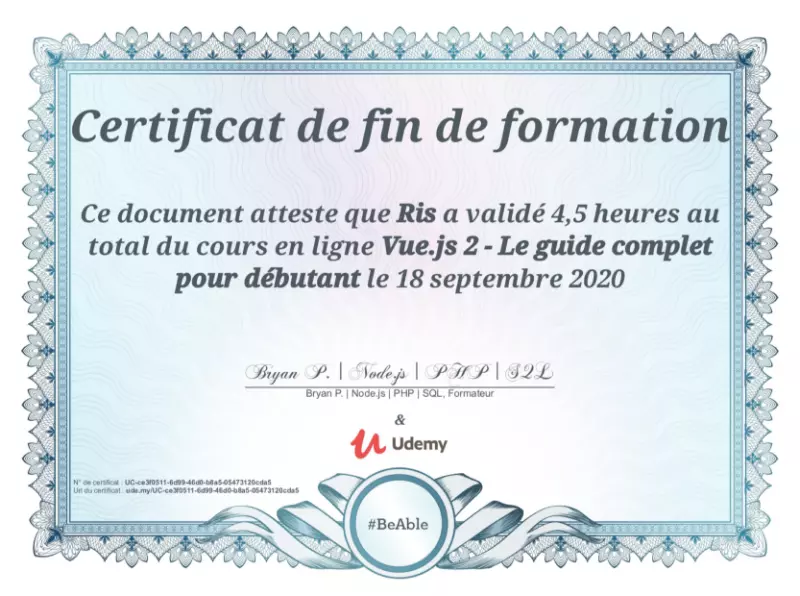 Certificat de fin de formation
Ce document atteste que Ris a validé 4,5 heures au
total du cours en ligne Vue.js 2 - Le guide complet
pour débutant le 18 septembre 2020
Bryan P. | Node.js | PHP | SQL
Bryan P. | Node.js | PHP | SQL, Formateur
&
Udemy
N° de certificat : UC-ce3f0511-6d99-46d0-b8a5-05473120cda5
Url du certificat : ude.my/UC-ce3f0511-6d99-46d0-b8a5-05473120cda5
#BeAble